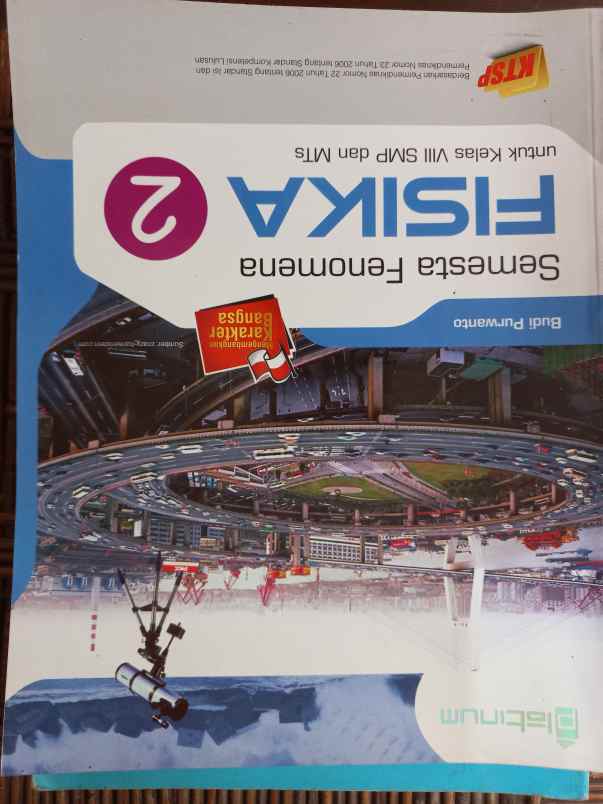 Platinum
Budi Purwanto
Mengembangkan
Karakter
Bangsa
Semesta Fenomena
FISIKA
2
untuk Kelas VIII SMP dan MTs
KTSP
Berdasarkan Permendiknas Nomor 22 Tahun 2006 tentang Standar Isi dan
Permendiknas Nomor 23 Tahun 2006 tentang Standar Kompetensi Lulusan